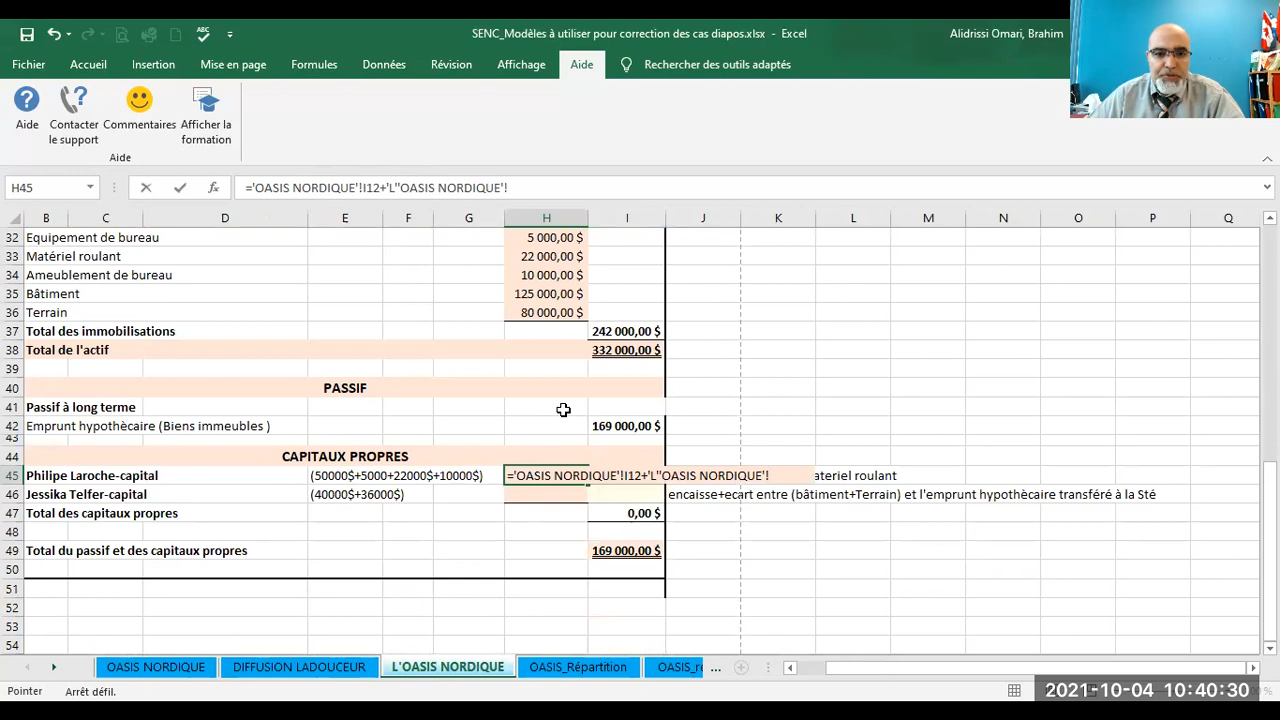 SENC_Modèles à utiliser pour correction des cas diapos.xlsx - Excel
Alidrissi Omari, Brahim
Fichier Accueil Insertion Mise en page Formules Données Révision Affichage Aide Rechercher des outils adaptés
Aide
Contacter le support
Commentaires
Afficher la formation
Aide
H45 ='OASIS NORDIQUE'!I12+'L''OASIS NORDIQUE'!
B C D E F G H I J K L M N O P Q
32 Equipement de bureau 5 000,00 $
33 Matériel roulant 22 000,00 $
34 Ameublement de bureau 10 000,00 $
35 Bâtiment 125 000,00 $
36 Terrain 80 000,00 $
37 Total des immobilisations 242 000,00 $
38 Total de l'actif 332 000,00 $
39
40 PASSIF
41 Passif à long terme
42 Emprunt hypothècaire (Biens immeubles ) 169 000,00 $
43
44 CAPITAUX PROPRES
45 Philipe Laroche-capital (50000$+5000+22000$+10000$) ='OASIS NORDIQUE'!I12+'L''OASIS NORDIQUE'! ateriel roulant
46 Jessika Telfer-capital (40000$+36000$) encaisse+ecart entre (bâtiment+Terrain) et l'emprunt hypothècaire transféré à la Sté
47 Total des capitaux propres 0,00 $
48
49 Total du passif et des capitaux propres 169 000,00 $
50
51
52
53
54
OASIS NORDIQUE DIFFUSION LADOUCEUR L'OASIS NORDIQUE OASIS_Répartition ...
Pointer Arrêt défil.
2021-10-04 10:40:30